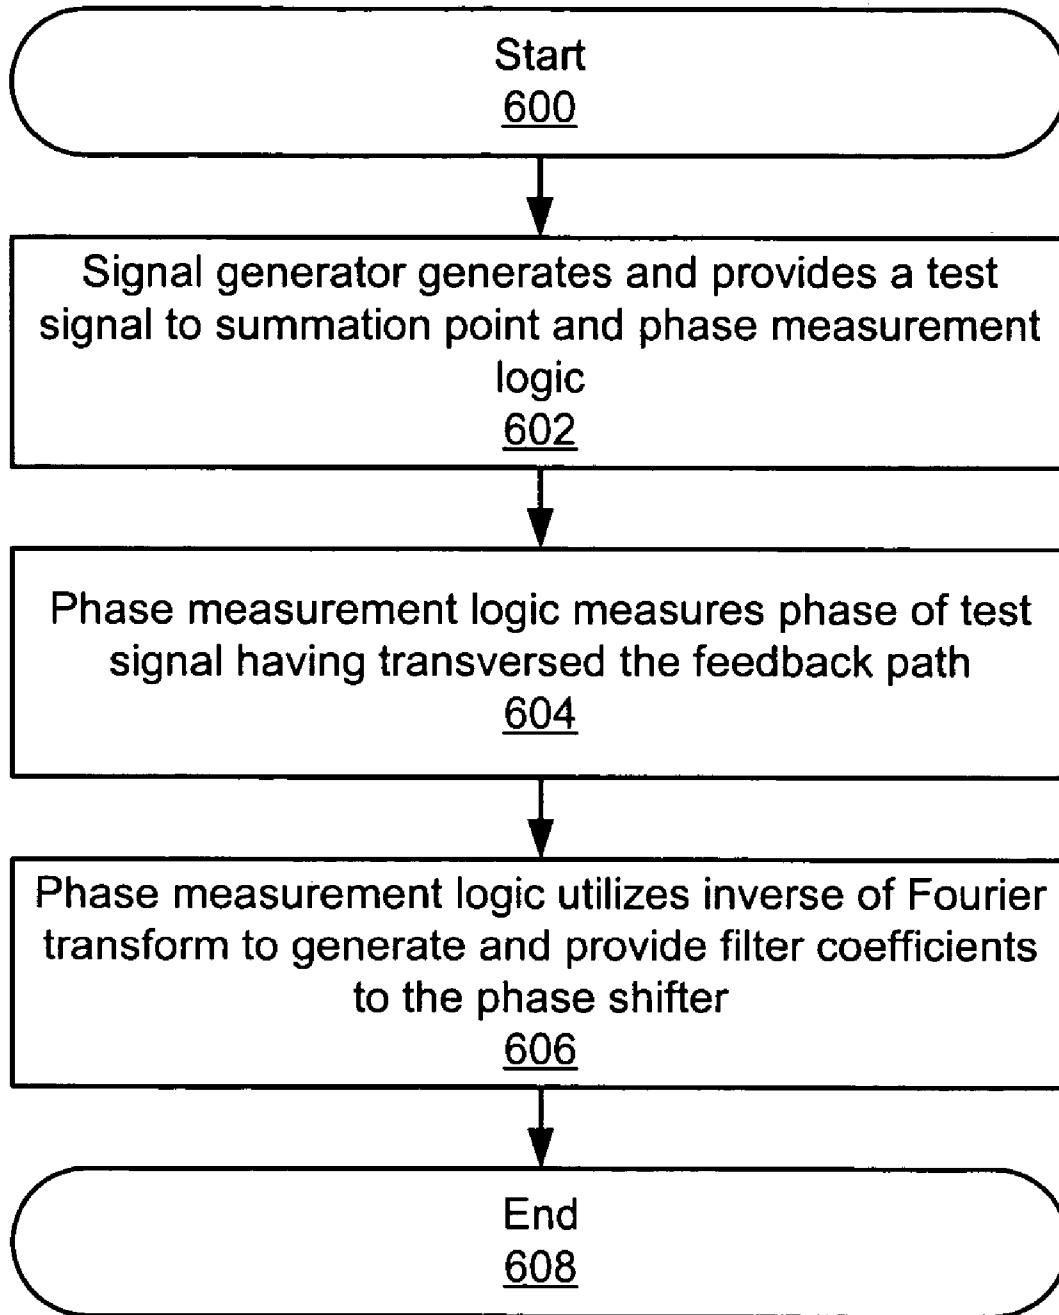 Start
600
Signal generator generates and provides a test
signal to summation point and phase measurement
logic
602
Phase measurement logic measures phase of test
signal having transversed the feedback path
604
Phase measurement logic utilizes inverse of Fourier
transform to generate and provide filter coefficients
to the phase shifter
606
End
608